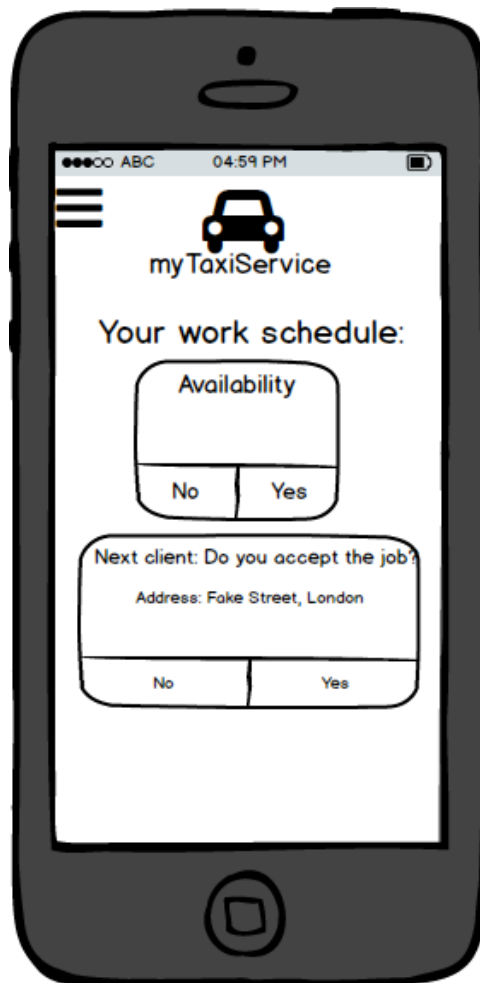 ABC 04:59 PM
myTaxiService
Your work schedule:
Availability
No Yes
Next client: Do you accept the job?
Address: Fake Street, London
No Yes